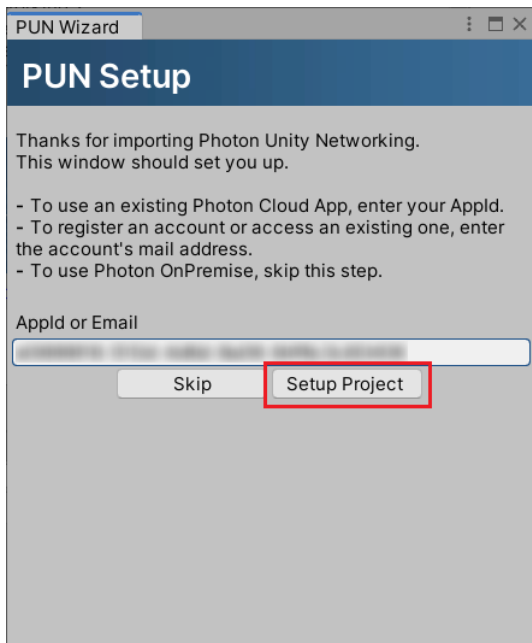 PUN Wizard
PUN Setup
Thanks for importing Photon Unity Networking.
This window should set you up.
- To use an existing Photon Cloud App, enter your AppId.
- To register an account or access an existing one, enter
the account's mail address.
- To use Photon OnPremise, skip this step.
AppId or Email
Skip
Setup Project